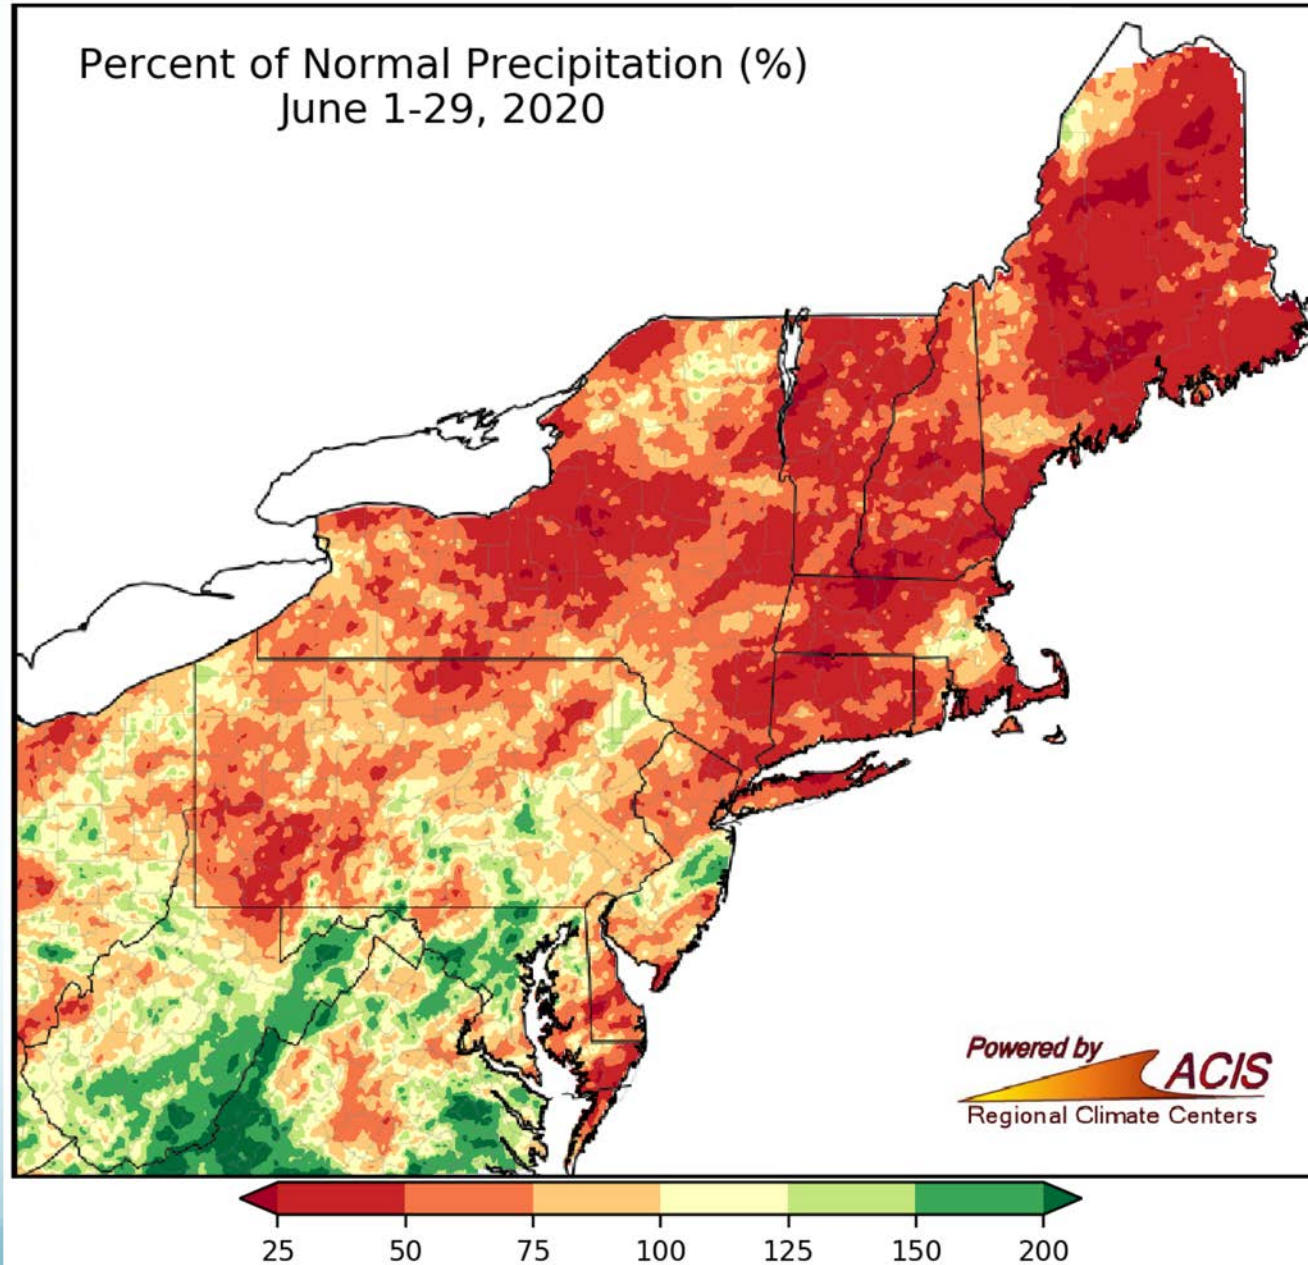 Percent of Normal Precipitation (%)
June 1-29, 2020
Powered by
ACIS
Regional Climate Centers
25 50 75 100 125 150 200